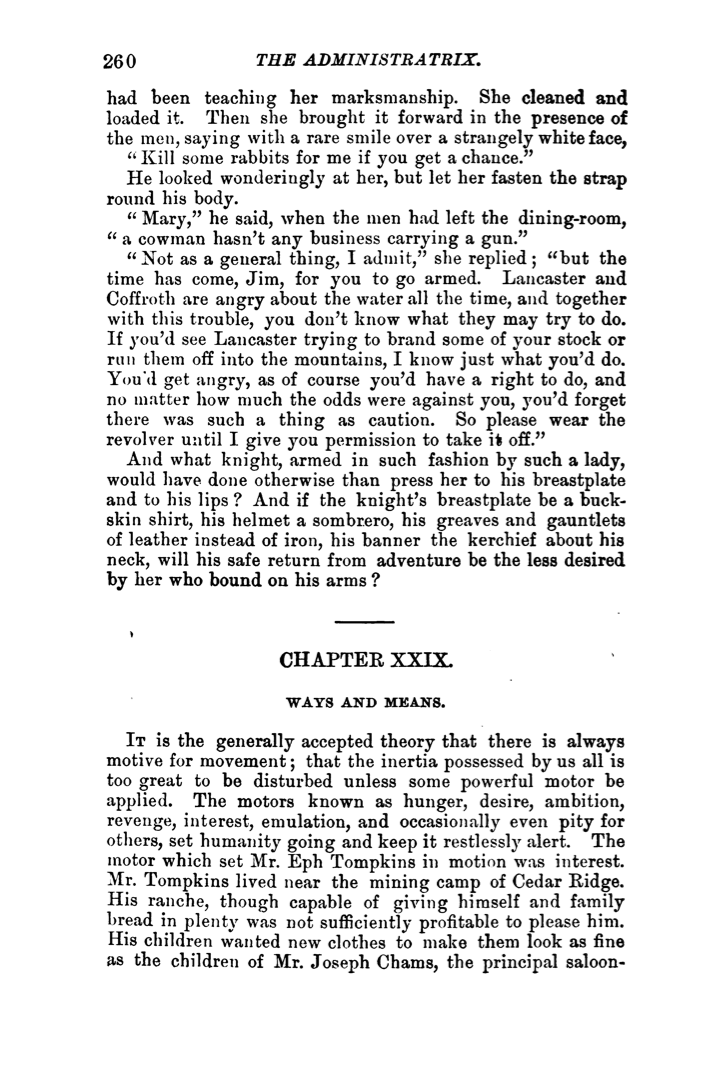 260 THE ADMINISTRATRIX.
had been teaching her marksmanship. She cleaned and
loaded it. Then she brought it forward in the presence of
the men, saying with a rare smile over a strangely white face,
“Kill some rabbits for me if you get a chance.”
He looked wonderingly at her, but let her fasten the strap
round his body.
“Mary,” he said, when the men had left the dining-room,
“a cowman hasn't any business carrying a gun.”
“Not as a general thing, I admit,” she replied; “but the
time has come, Jim, for you to go armed. Lancaster and
Coffroth are angry about the water all the time, and together
with this trouble, you don't know what they may try to do.
If you'd see Lancaster trying to brand some of your stock or
run them off into the mountains, I know just what you'd do.
You'd get angry, as of course you'd have a right to do, and
no matter how much the odds were against you, you'd forget
there was such a thing as caution. So please wear the
revolver until I give you permission to take it off.”
And what knight, armed in such fashion by such a lady,
would have done otherwise than press her to his breastplate
and to his lips? And if the knight's breastplate be a buck-
skin shirt, his helmet a sombrero, his greaves and gauntlets
of leather instead of iron, his banner the kerchief about his
neck, will his safe return from adventure be the less desired
by her who bound on his arms?
CHAPTER XXIX.
WAYS AND MEANS.
IT is the generally accepted theory that there is always
motive for movement; that the inertia possessed by us all is
too great to be disturbed unless some powerful motor be
applied. The motors known as hunger, desire, ambition,
revenge, interest, emulation, and occasionally even pity for
others, set humanity going and keep it restlessly alert. The
motor which set Mr. Eph Tompkins in motion was interest.
Mr. Tompkins lived near the mining camp of Cedar Ridge.
His ranche, though capable of giving himself and family
bread in plenty was not sufficiently profitable to please him.
His children wanted new clothes to make them look as fine
as the children of Mr. Joseph Chams, the principal saloon-